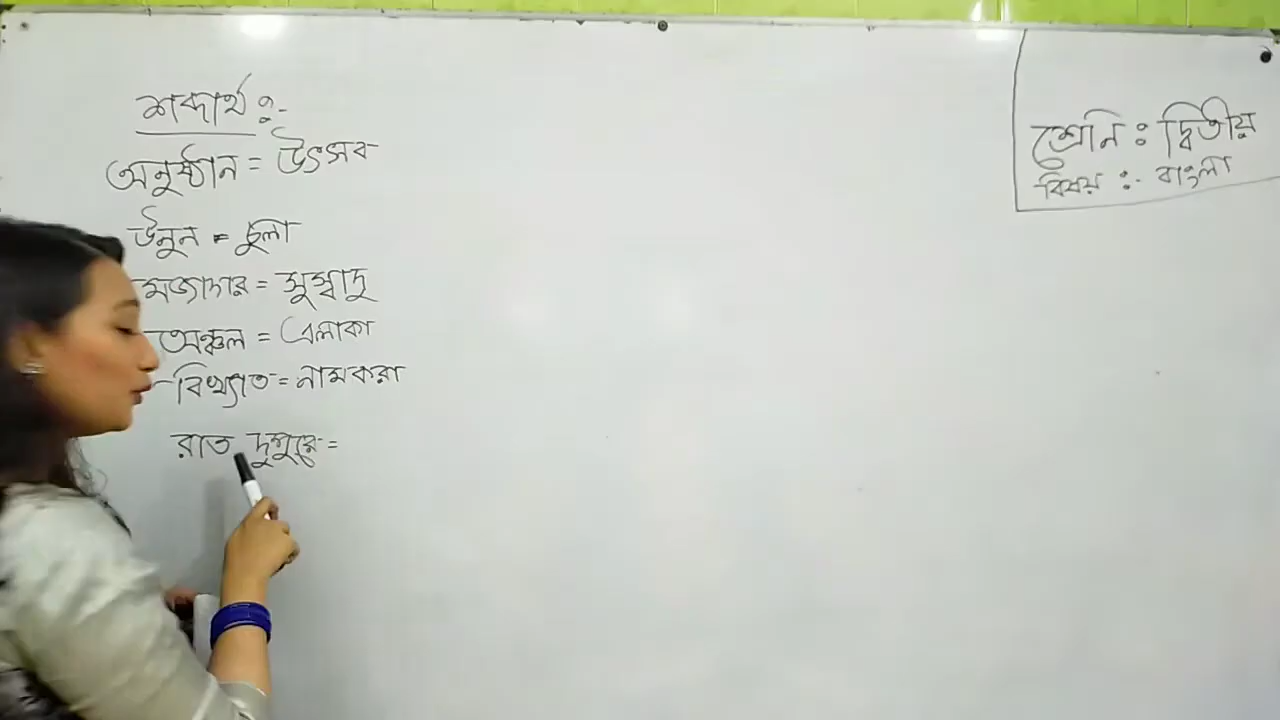 শব্দার্থ :-
অনুষ্ঠান = উৎসব
উনুন = চুলা
মজাদার = সুস্বাদু
অঞ্চল = এলাকা
বিখ্যাত = নামকরা
রাত দুপুরে =
শ্রেনি : দ্বিতীয়
বিষয় :- বাংলা